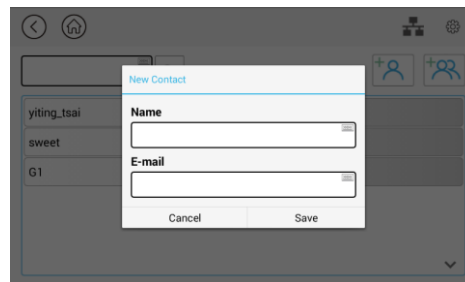 New Contact
yiting_tsai
Name
sweet
E-mail
G1
Cancel Save